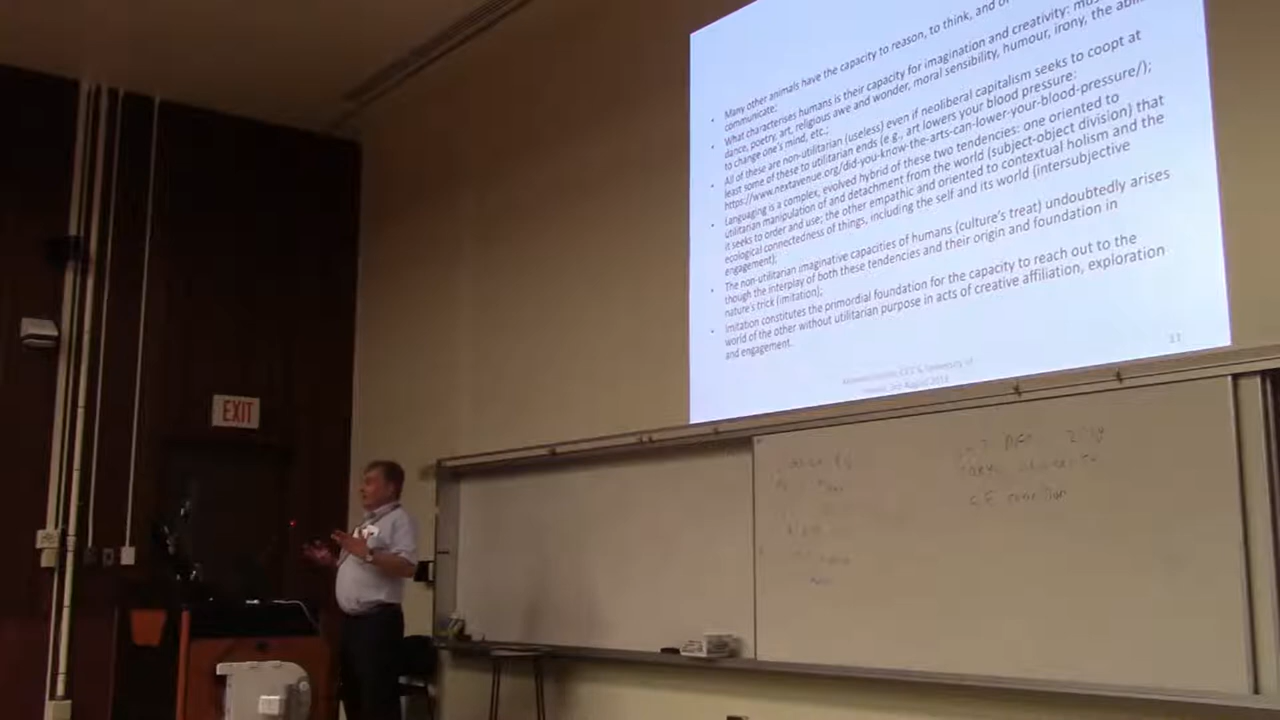 Many other animals have the capacity to reason, to think, and
communicate;
What characterises humans is their capacity for imagination and creativity:
dance, poetry, art, religious awe and wonder, moral sensibility, humour, irony, the
to change one's mind, etc.;
All of these are non-utilitarian (useless) even if neoliberal capitalism seeks to coopt at
least some of these to utilitarian ends (e.g., art lowers your blood pressure:
https://www.nextavenue.org/did-you-know-the-arts-can-lower-your-blood-pressure/);
Languaging is a complex, evolved hybrid of these two tendencies: one oriented to
utilitarian manipulation of and detachment from the world (subject-object division) that
it seeks to order and use; the other empathic and oriented to contextual holism and the
ecological connectedness of things, including the self and its world (intersubjective
engagement);
The non-utilitarian imaginative capacities of humans (culture's treat) undoubtedly arises
though the interplay of both these tendencies and their origin and foundation in
nature's trick (imitation);
Imitation constitutes the primordial foundation for the capacity to reach out to the
world of the other without utilitarian purpose in acts of creative affiliation, exploration
and engagement.
EXIT